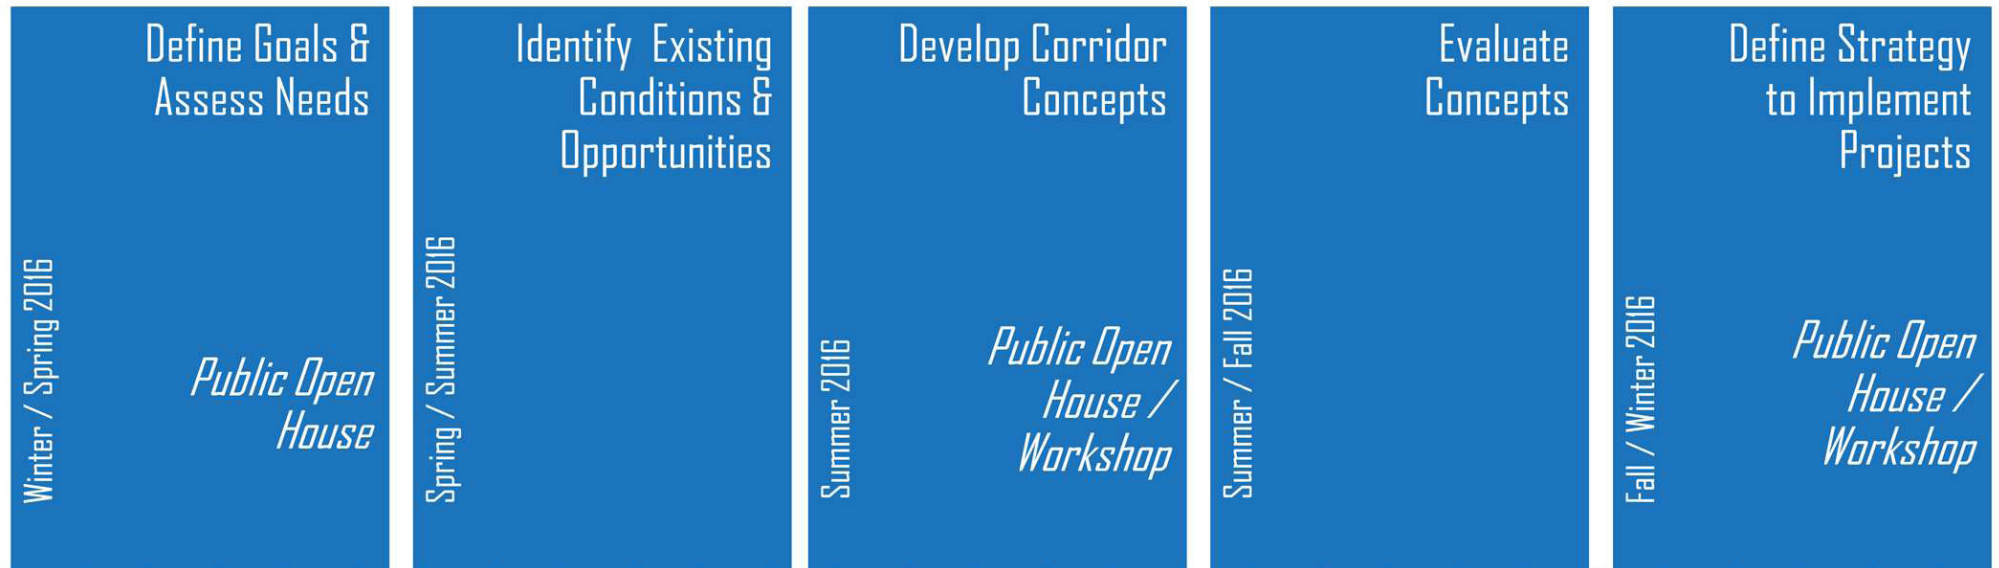 Define Goals &
Assess Needs
Winter / Spring 2016
Public Open
House
Identify Existing
Conditions &
Opportunities
Spring / Summer 2016
Develop Corridor
Concepts
Summer 2016
Public Open
House /
Workshop
Evaluate
Concepts
Summer / Fall 2016
Define Strategy
to Implement
Projects
Fall / Winter 2016
Public Open
House /
Workshop